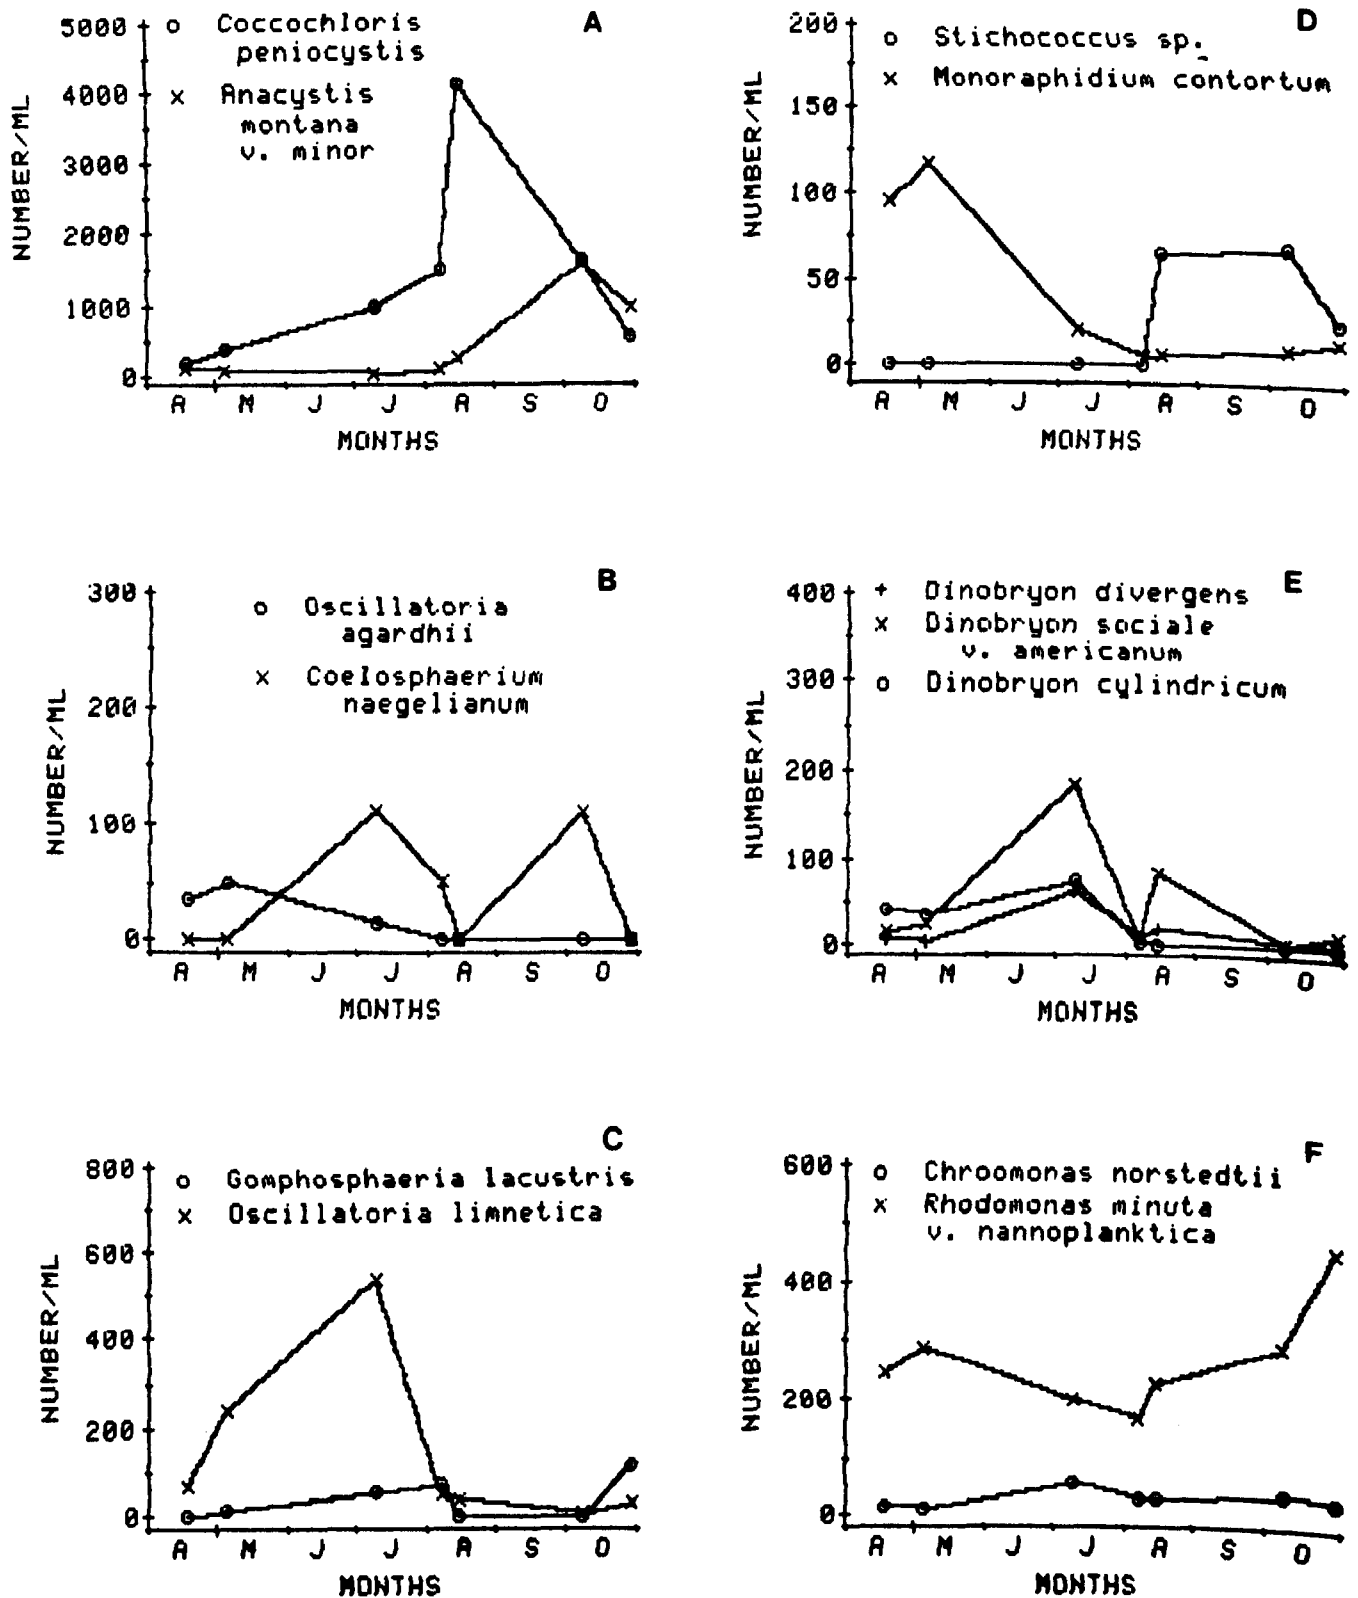 A
5000
o Coccochloris
peniocystis
4000
x Anacystis
montana
v. minor
3000
2000
1000
0
NUMBER/ML
A M J J A S O
MONTHS
D
200
o Stichococcus sp.
x Monoraphidium contortum
150
100
50
0
NUMBER/ML
A M J J A S O
MONTHS
B
300
o Oscillatoria
agardhii
x Coelosphaerium
naegelianum
200
100
0
NUMBER/ML
A M J J A S O
MONTHS
E
400
+ Dinobryon divergens
x Dinobryon sociale
v. americanum
300
o Dinobryon cylindricum
200
100
0
NUMBER/ML
A M J J A S O
MONTHS
C
800
o Gomphosphaeria lacustris
x Oscillatoria limnetica
600
400
200
0
NUMBER/ML
A M J J A S O
MONTHS
F
600
o Chroomonas norstedtii
x Rhodomonas minuta
v. nannoplanktica
400
200
0
NUMBER/ML
A M J J A S O
MONTHS